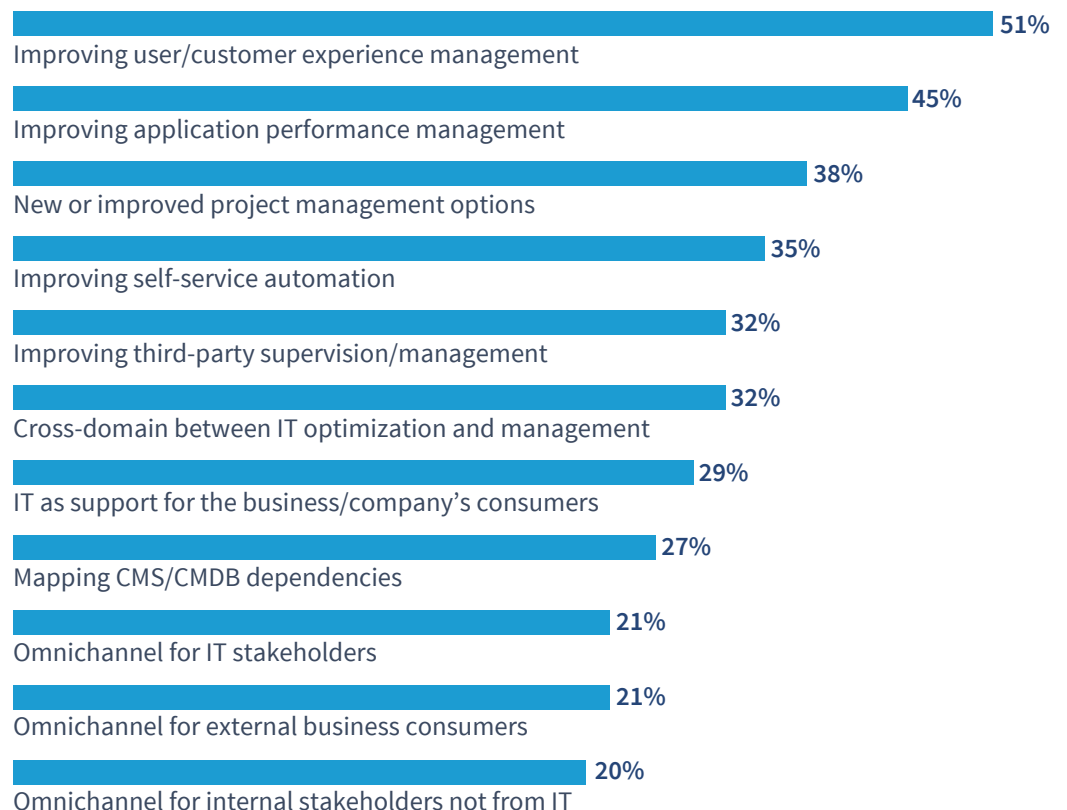 51%
Improving user/customer experience management
45%
Improving application performance management
38%
New or improved project management options
35%
Improving self-service automation
32%
Improving third-party supervision/management
32%
Cross-domain between IT optimization and management
29%
IT as support for the business/company’s consumers
27%
Mapping CMS/CMDB dependencies
21%
Omnichannel for IT stakeholders
21%
Omnichannel for external business consumers
20%
Omnichannel for internal stakeholders not from IT